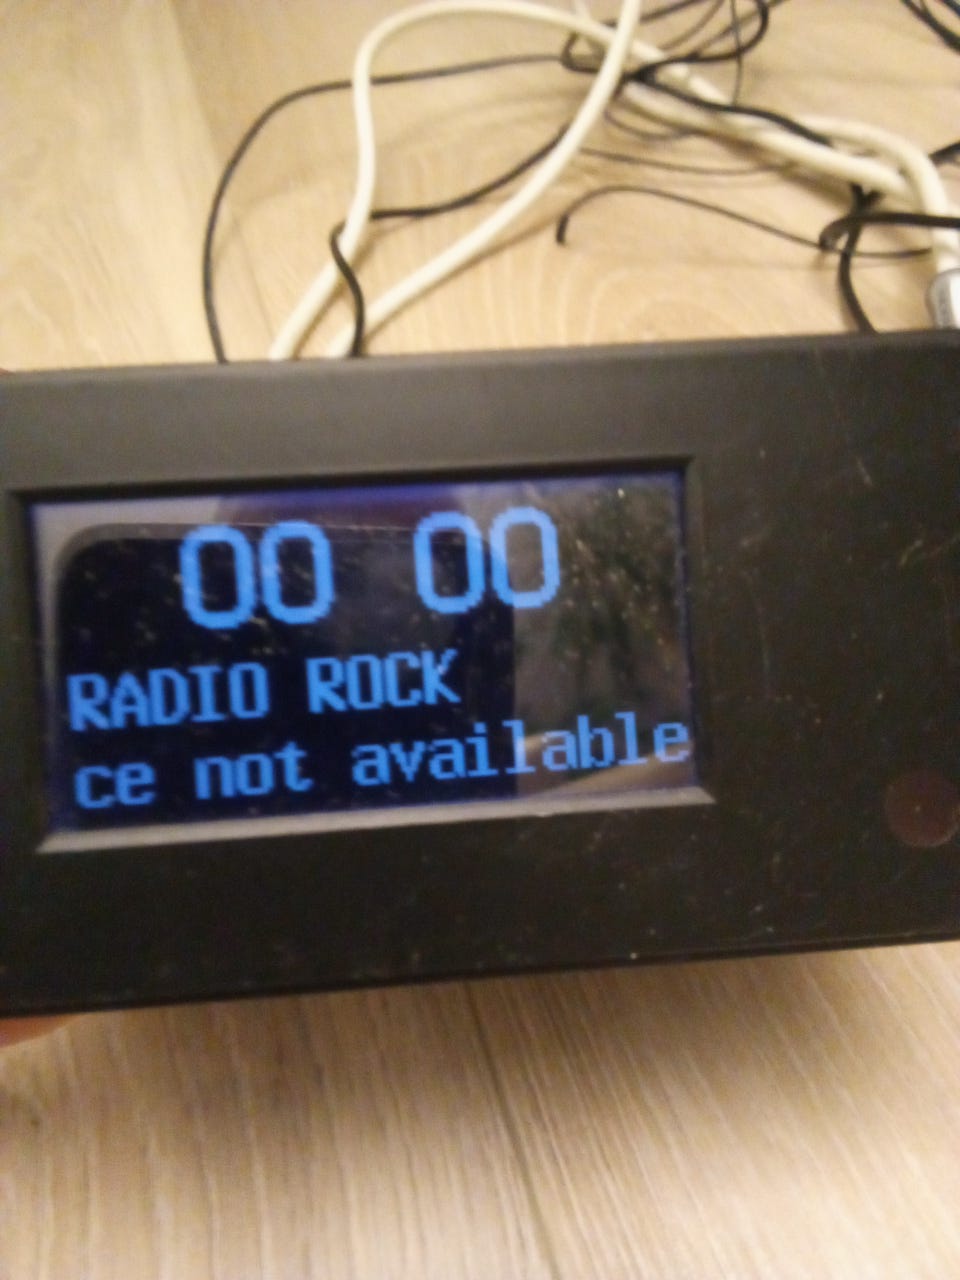 00 00
RADIO ROCK
ce not available